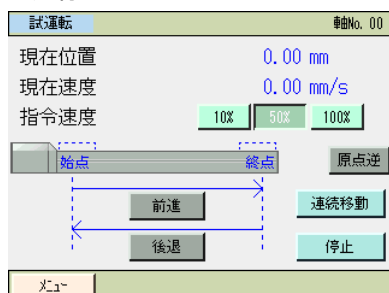 試運転 軸No. 00
現在位置 0.00 mm
現在速度 0.00 mm/s
指令速度 10% 50% 100%
始点 終点 原点逆
前進 連続移動
後退 停止
メニュー